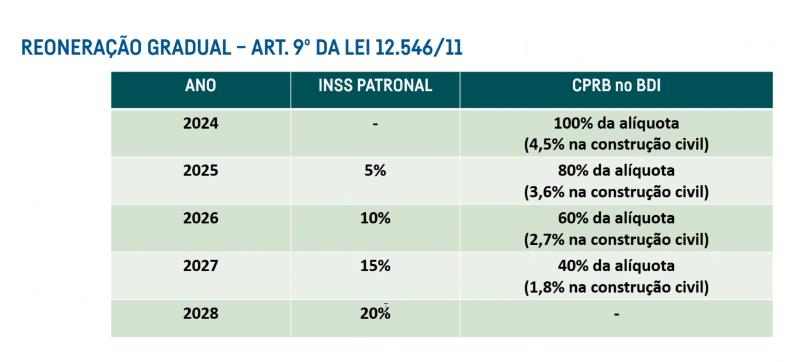 REONERAÇÃO GRADUAL – ART. 9º DA LEI 12.546/11
ANO INSS PATRONAL CPRB no BDI
2024 - 100% da alíquota
(4,5% na construção civil)
2025 5% 80% da alíquota
(3,6% na construção civil)
2026 10% 60% da alíquota
(2,7% na construção civil)
2027 15% 40% da alíquota
(1,8% na construção civil)
2028 20% -